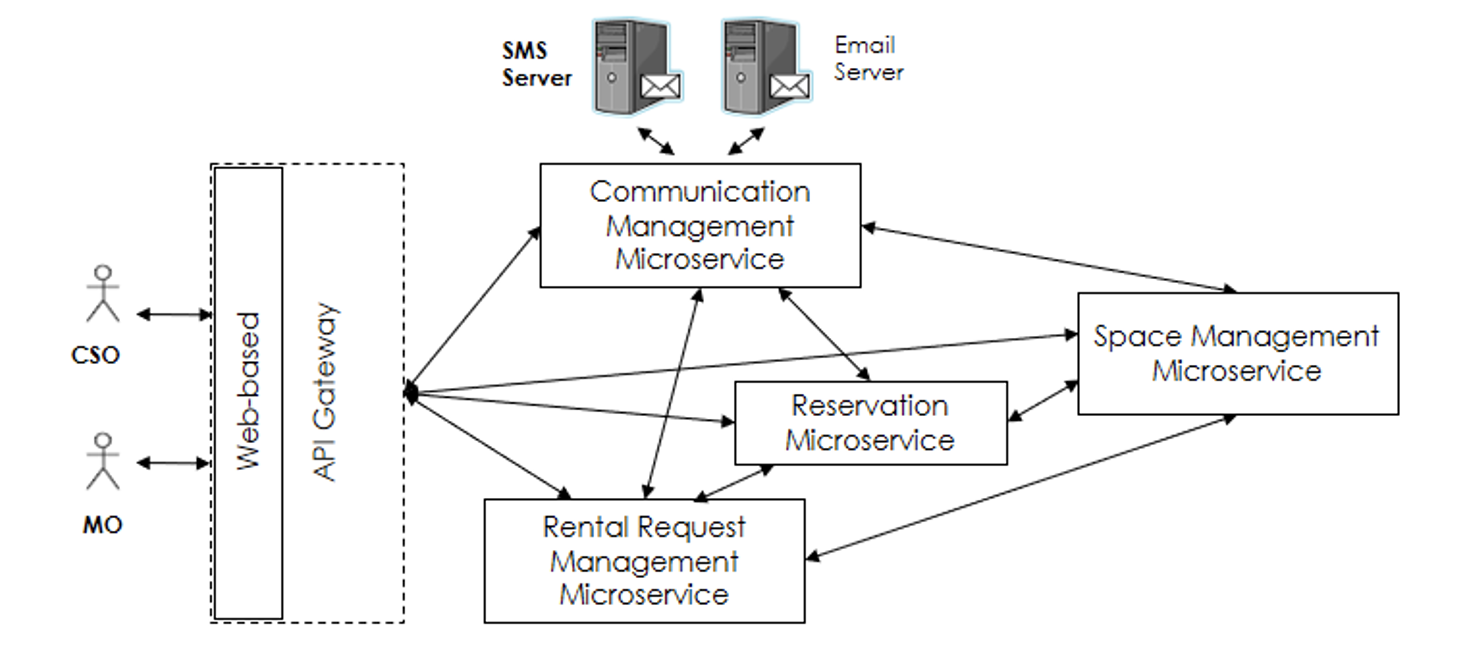 SMS
Server
Email
Server
Communication
Management
Microservice
CSO
MO
Web-based
API Gateway
Space Management
Microservice
Reservation
Microservice
Rental Request
Management
Microservice